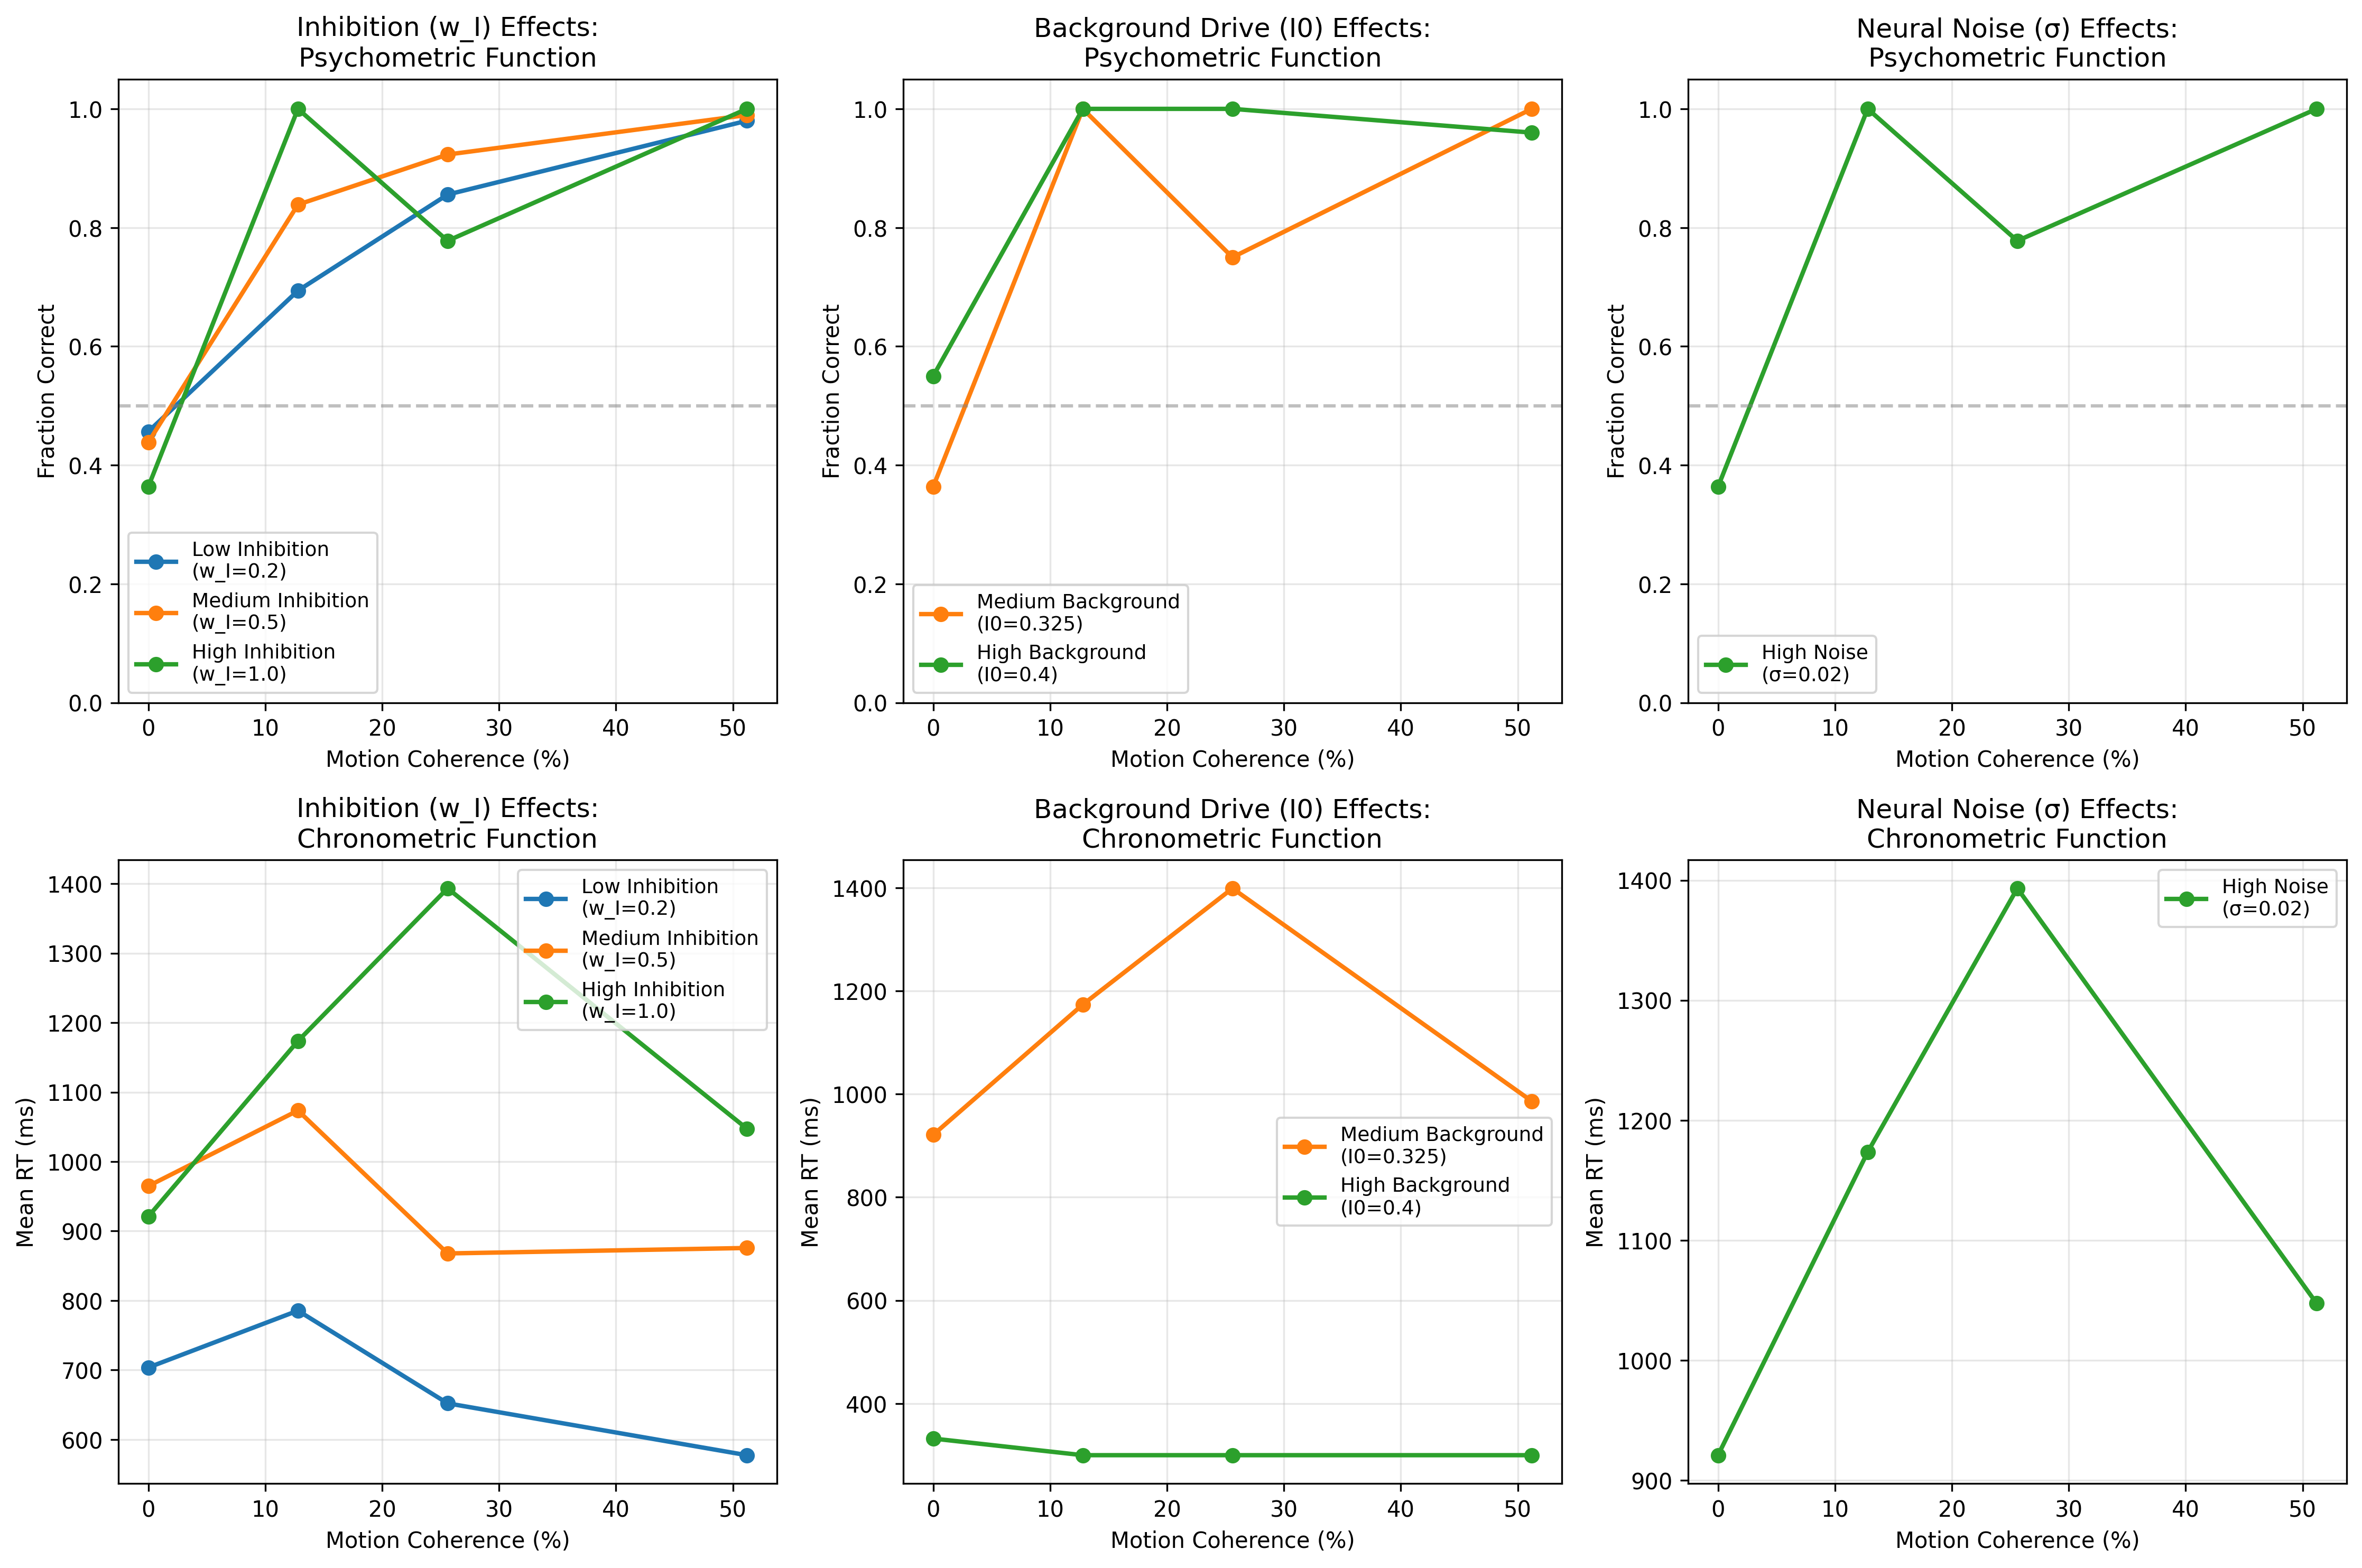 Inhibition (w_I) Effects:
Psychometric Function
1.0
0.8
0.6
0.4
0.2
0.0
Fraction Correct
Low Inhibition
(w_I=0.2)
Medium Inhibition
(w_I=0.5)
High Inhibition
(w_I=1.0)
0 10 20 30 40 50
Motion Coherence (%)
Background Drive (I0) Effects:
Psychometric Function
1.0
0.8
0.6
0.4
0.2
0.0
Fraction Correct
Medium Background
(I0=0.325)
High Background
(I0=0.4)
0 10 20 30 40 50
Motion Coherence (%)
Neural Noise (σ) Effects:
Psychometric Function
1.0
0.8
0.6
0.4
0.2
0.0
Fraction Correct
High Noise
(σ=0.02)
0 10 20 30 40 50
Motion Coherence (%)
Inhibition (w_I) Effects:
Chronometric Function
1400
1300
1200
1100
1000
900
800
700
600
Mean RT (ms)
Low Inhibition
(w_I=0.2)
Medium Inhibition
(w_I=0.5)
High Inhibition
(w_I=1.0)
0 10 20 30 40 50
Motion Coherence (%)
Background Drive (I0) Effects:
Chronometric Function
1400
1200
1000
800
600
400
Mean RT (ms)
Medium Background
(I0=0.325)
High Background
(I0=0.4)
0 10 20 30 40 50
Motion Coherence (%)
Neural Noise (σ) Effects:
Chronometric Function
1400
1300
1200
1100
1000
900
Mean RT (ms)
High Noise
(σ=0.02)
0 10 20 30 40 50
Motion Coherence (%)